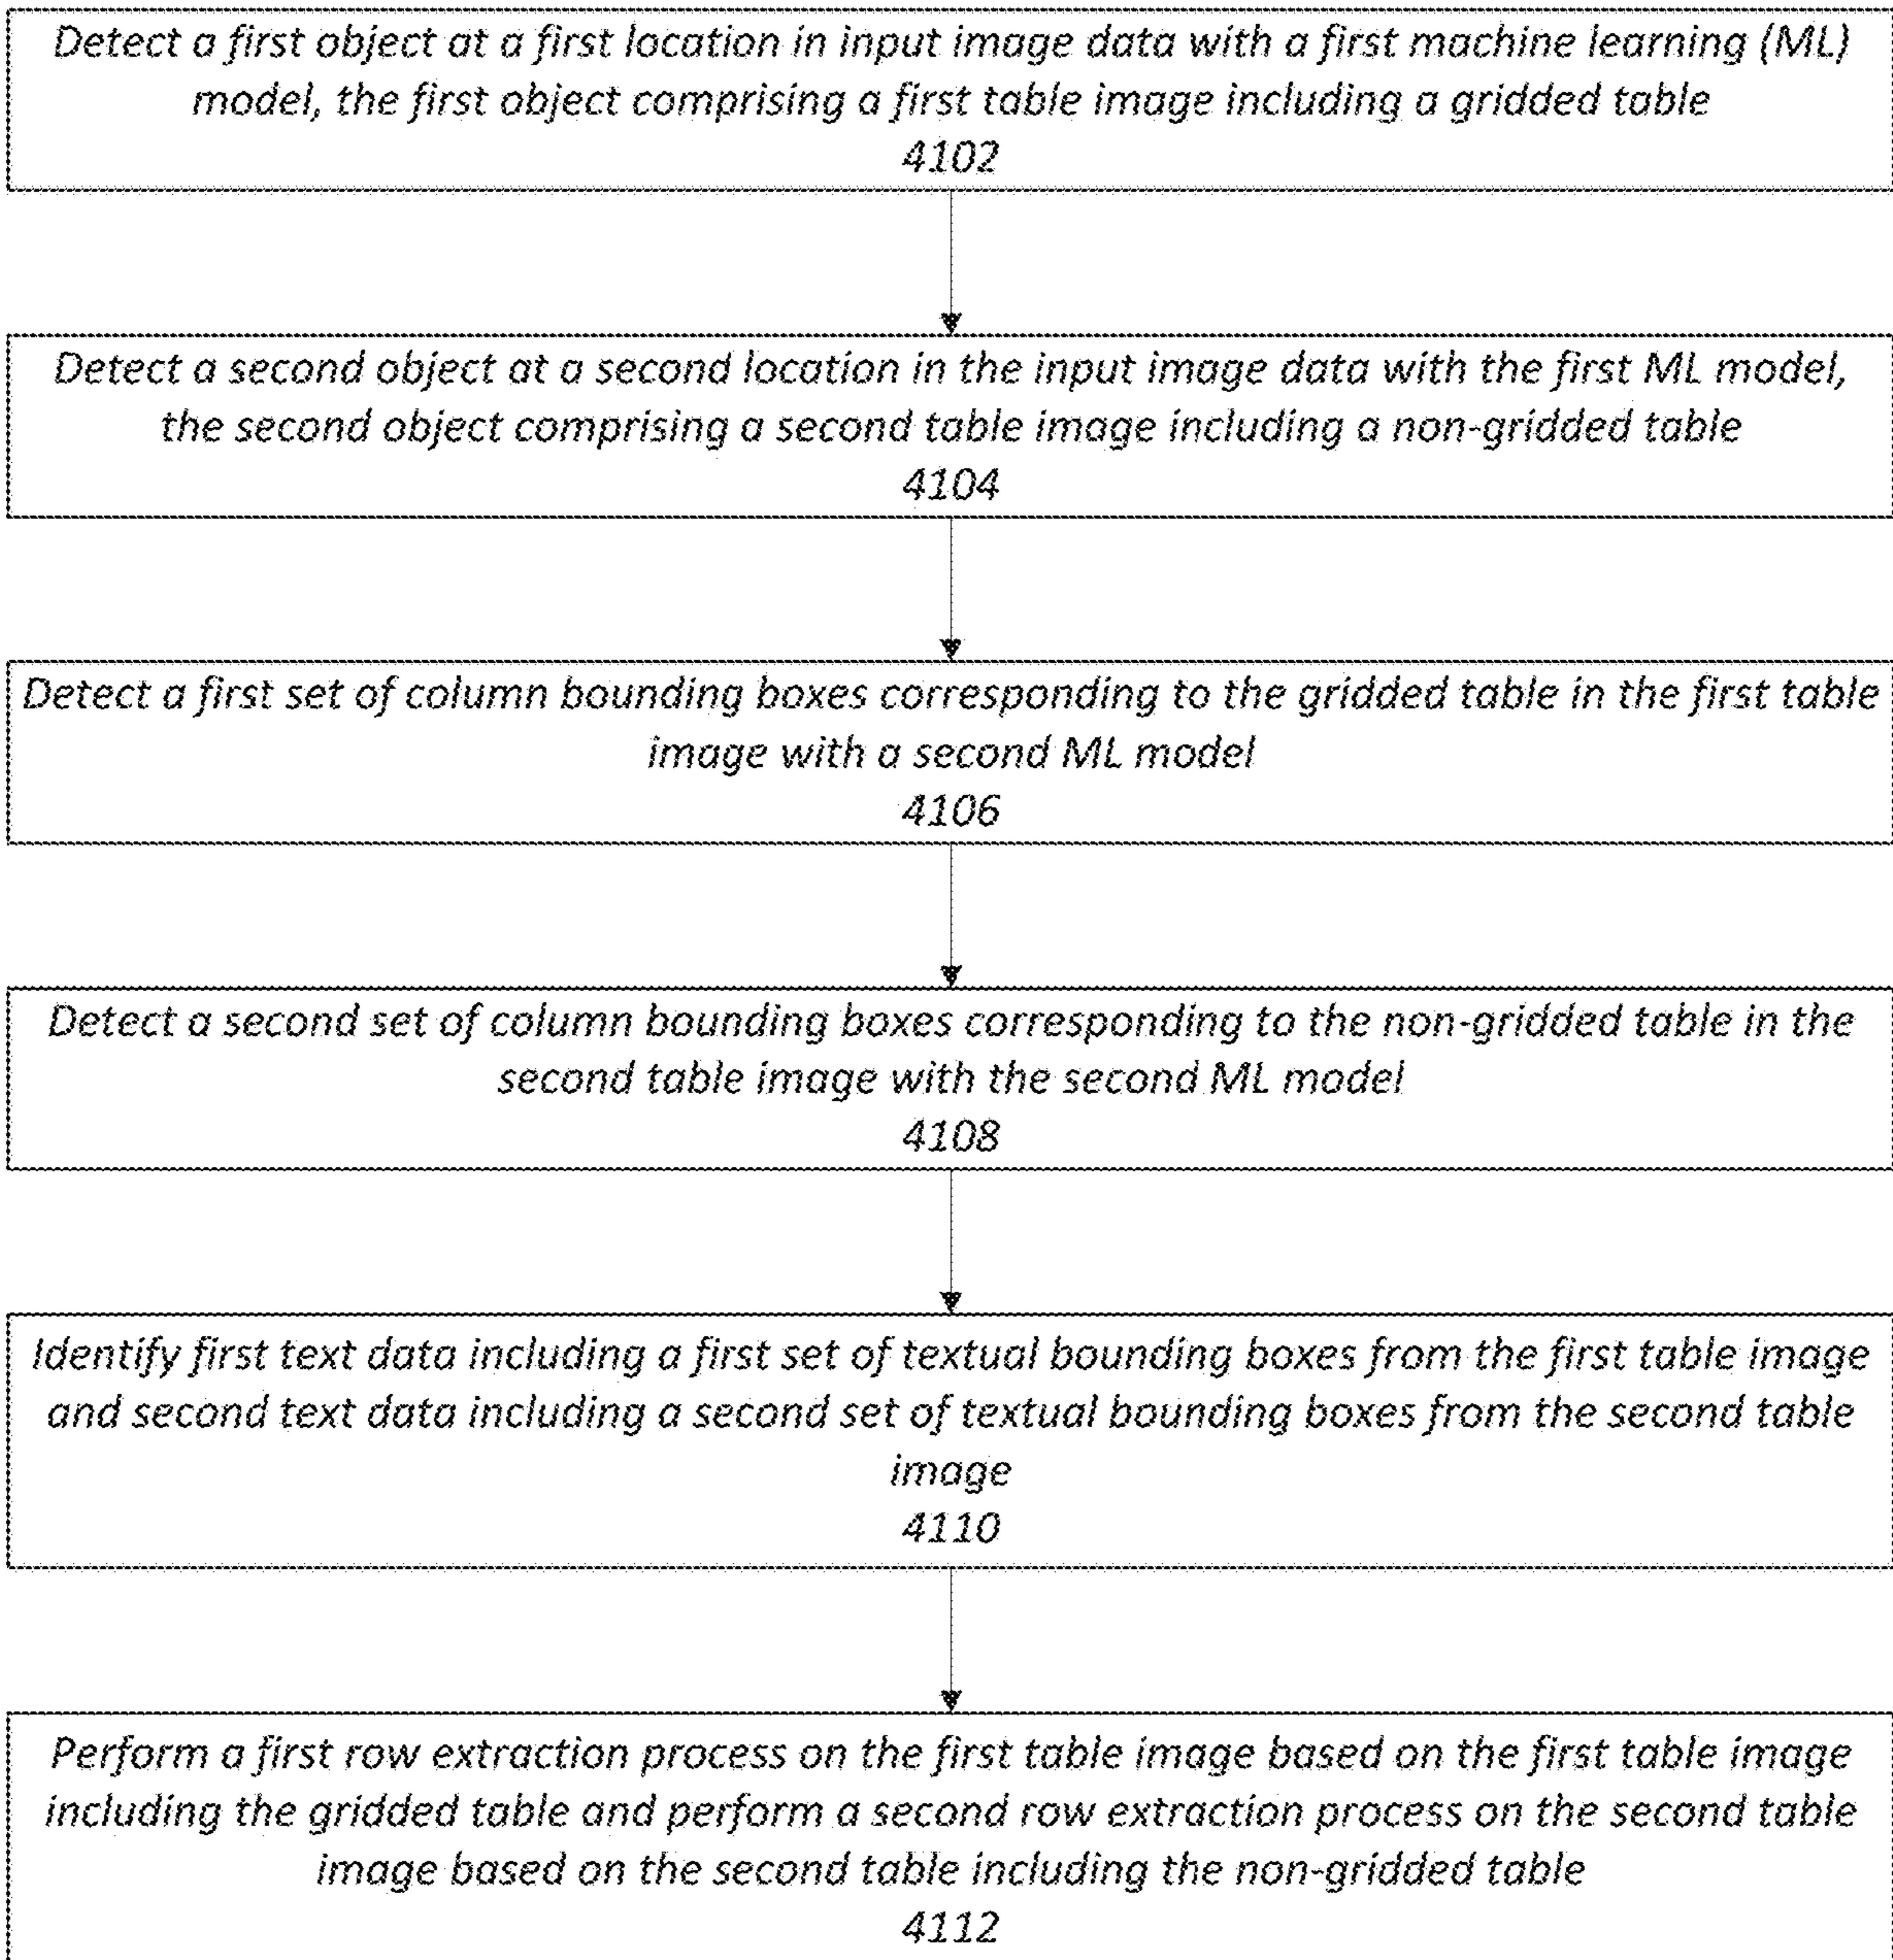 Detect a first object at a first location in input image data with a first machine learning (ML)
model, the first object comprising a first table image including a gridded table
4102
Detect a second object at a second location in the input image data with the first ML model,
the second object comprising a second table image including a non-gridded table
4104
Detect a first set of column bounding boxes corresponding to the gridded table in the first table
image with a second ML model
4106
Detect a second set of column bounding boxes corresponding to the non-gridded table in the
second table image with the second ML model
4108
Identify first text data including a first set of textual bounding boxes from the first table image
and second text data including a second set of textual bounding boxes from the second table
image
4110
Perform a first row extraction process on the first table image based on the first table image
including the gridded table and perform a second row extraction process on the second table
image based on the second table including the non-gridded table
4112